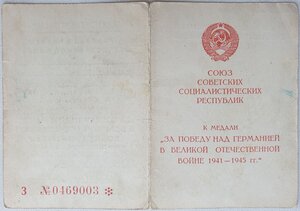 З №0469003 ✻
СОЮЗ
СОВЕТСКИХ
СОЦИАЛИСТИЧЕСКИХ
РЕСПУБЛИК
К МЕДАЛИ
„ЗА ПОБЕДУ НАД ГЕРМАНИЕЙ
В ВЕЛИКОЙ ОТЕЧЕСТВЕННОЙ
ВОЙНЕ 1941—1945 гг.“